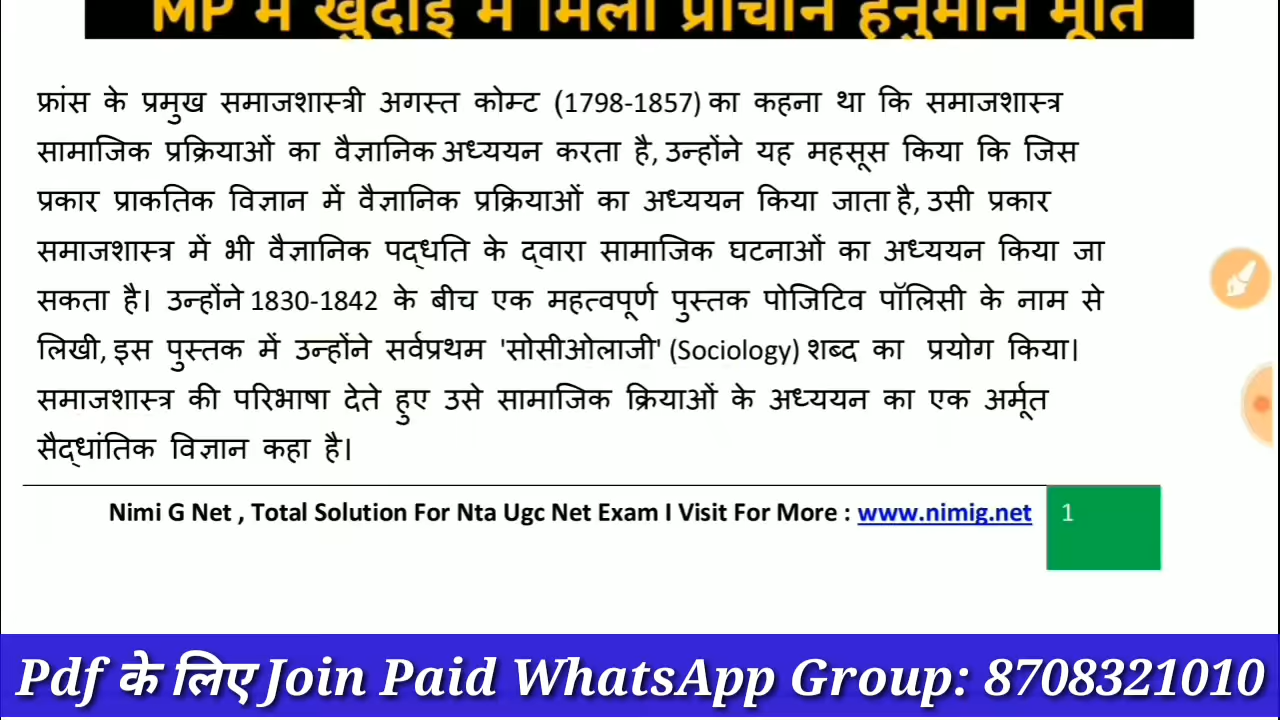 MP में खुदाई में मिली प्राचीन हनुमान मूर्ति
फ्रांस के प्रमुख समाजशास्त्री अगस्त कोम्ट (1798-1857) का कहना था कि समाजशास्त्र
सामाजिक प्रक्रियाओं का वैज्ञानिक अध्ययन करता है, उन्होंने यह महसूस किया कि जिस
प्रकार प्राकतिक विज्ञान में वैज्ञानिक प्रक्रियाओं का अध्ययन किया जाता है, उसी प्रकार
समाजशास्त्र में भी वैज्ञानिक पद्धति के द्वारा सामाजिक घटनाओं का अध्ययन किया जा
सकता है। उन्होंने 1830-1842 के बीच एक महत्वपूर्ण पुस्तक पोजिटिव पॉलिसी के नाम से
लिखी, इस पुस्तक में उन्होंने सर्वप्रथम 'सोसीओलाजी' (Sociology) शब्द का प्रयोग किया।
समाजशास्त्र की परिभाषा देते हुए उसे सामाजिक क्रियाओं के अध्ययन का एक अर्मूत
सैद्धांतिक विज्ञान कहा है।
Nimi G Net , Total Solution For Nta Ugc Net Exam I Visit For More : www.nimig.net 1
Pdf के लिए Join Paid WhatsApp Group: 8708321010